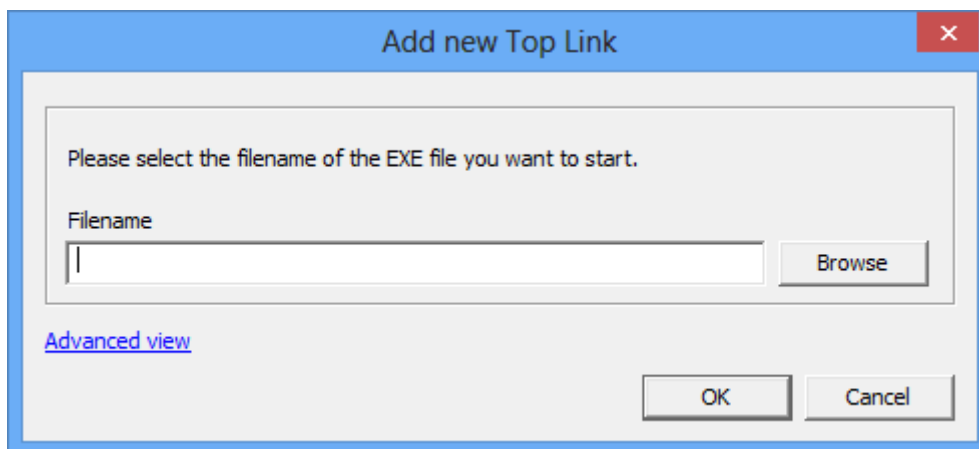 Add new Top Link
Please select the filename of the EXE file you want to start.
Filename
Browse
Advanced view
OK
Cancel